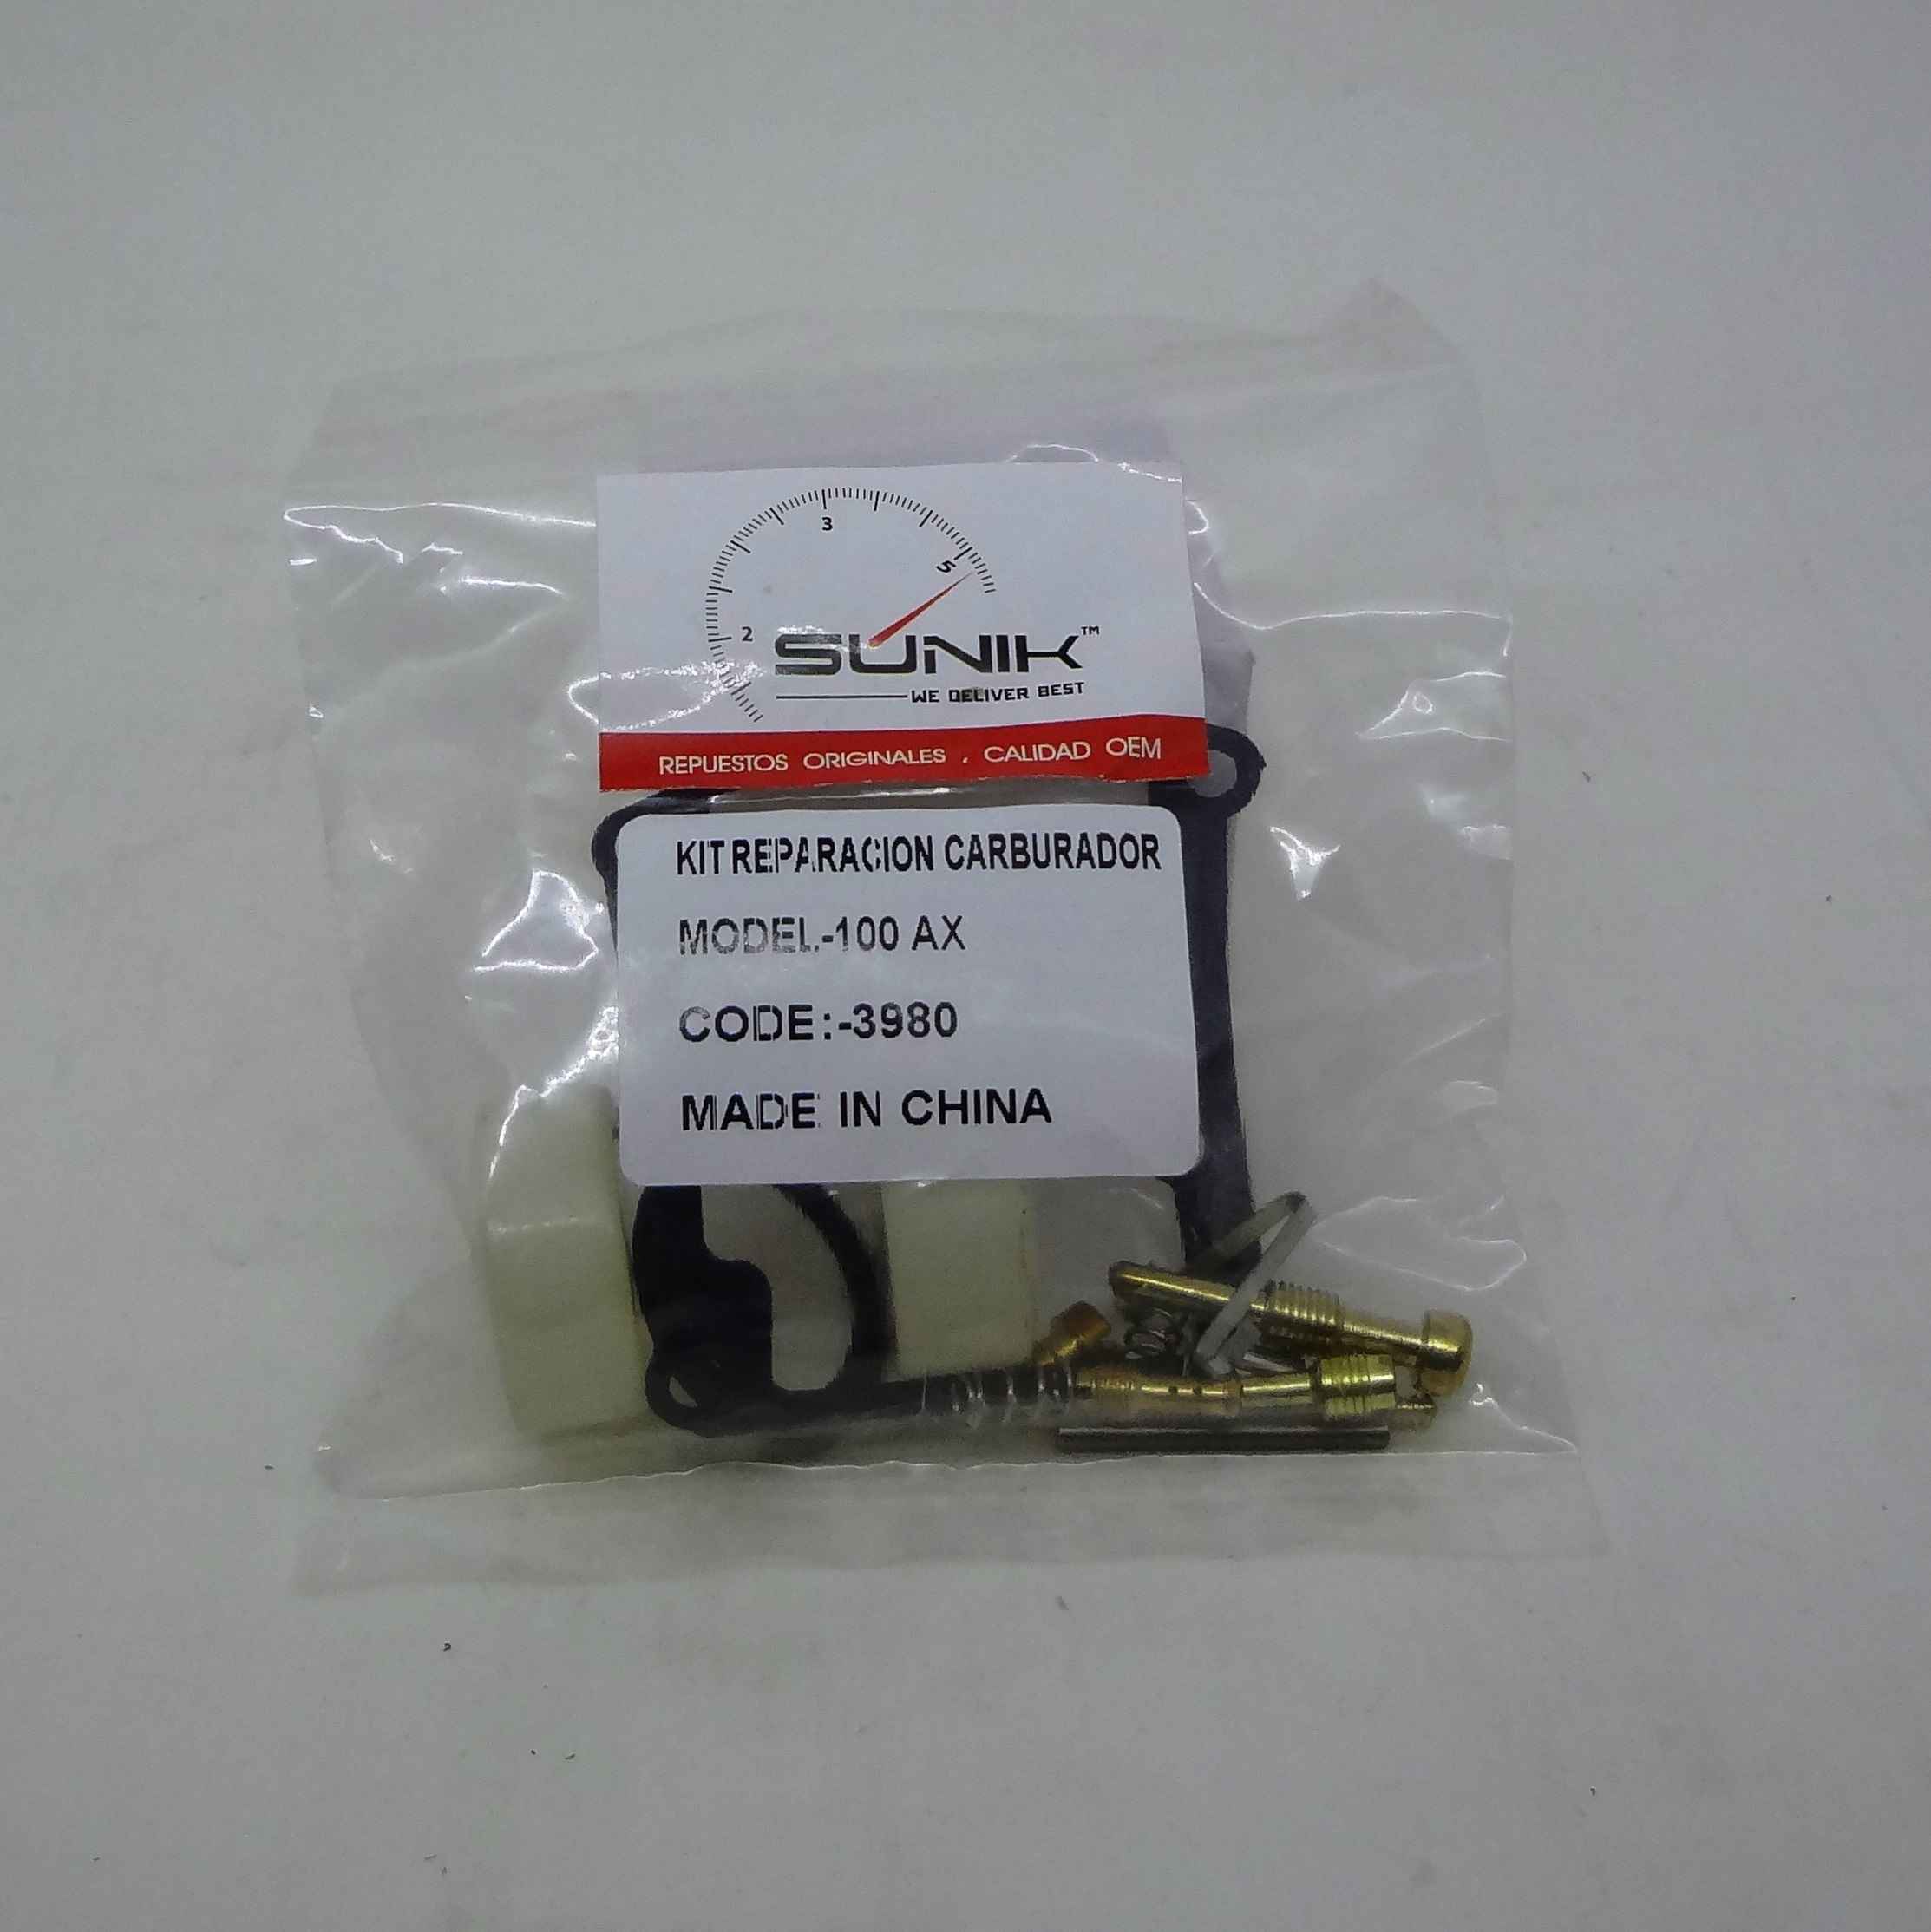 3
5
2
SUNIK™
WE DELIVER BEST
REPUESTOS ORIGINALES . CALIDAD OEM
KIT REPARACION CARBURADOR
MODEL-100 AX
CODE:-3980
MADE IN CHINA